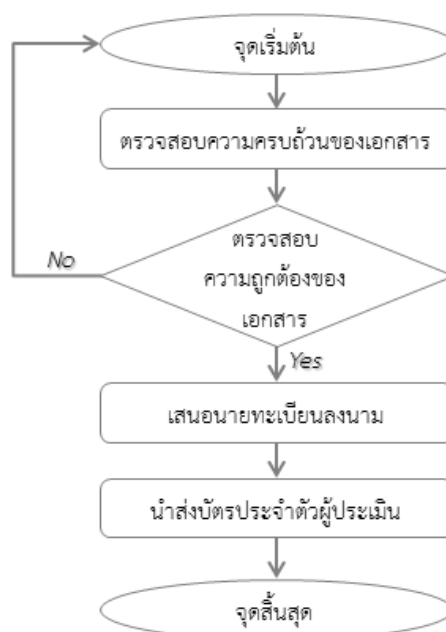 จุดเริ่มต้น
ตรวจสอบความครบถ้วนของเอกสาร
ตรวจสอบ
ความถูกต้องของ
เอกสาร
No
Yes
เสนอนายทะเบียนลงนาม
นำส่งบัตรประจำตัวผู้ประเมิน
จุดสิ้นสุด